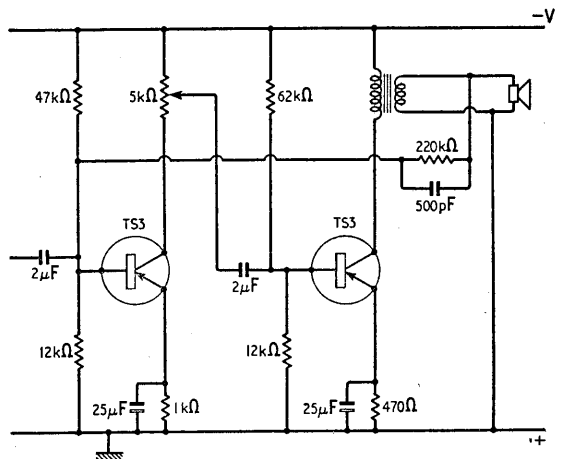 −V
47kΩ
5kΩ
62kΩ
220kΩ
500pF
TS3
TS3
2μF
2μF
12kΩ
12kΩ
25μF
1kΩ
25μF
470Ω
+